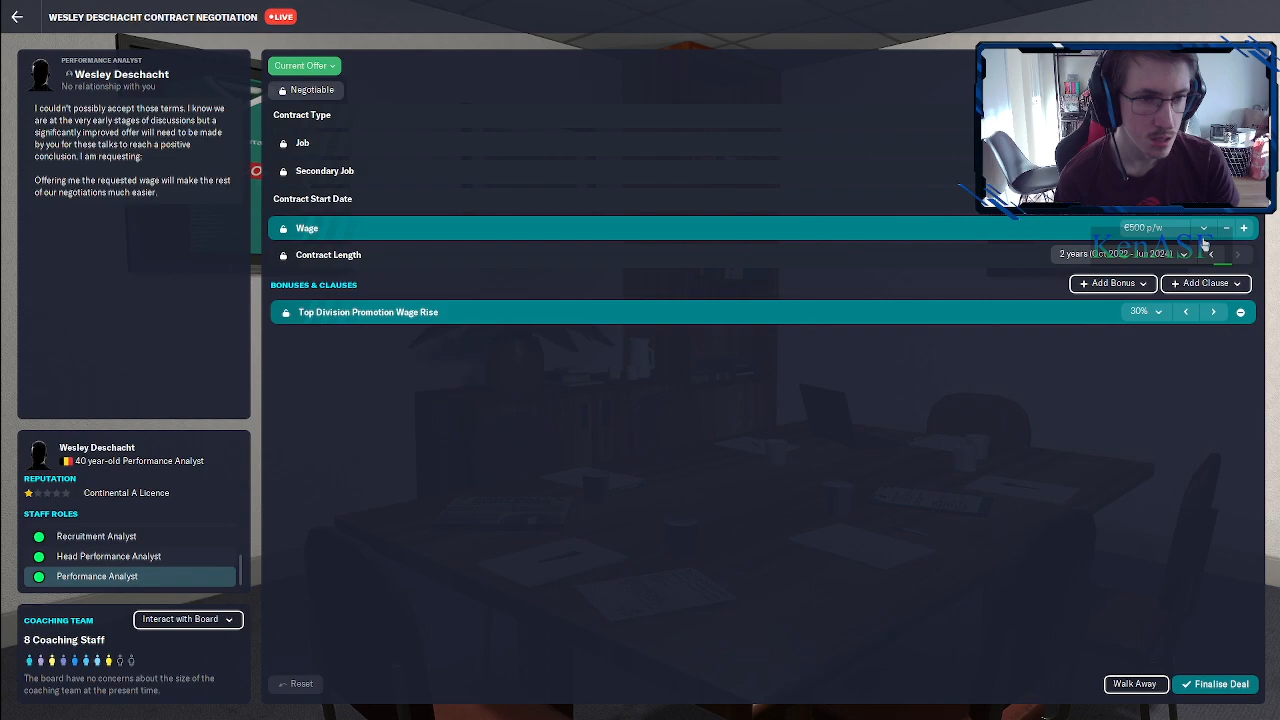 WESLEY DESCHACHT CONTRACT NEGOTIATION
LIVE
PERFORMANCE ANALYST
Wesley Deschacht
No relationship with you
I couldn't possibly accept those terms. I know we
are at the very early stages of discussions but a
significantly improved offer will need to be made
by you for these talks to reach a positive
conclusion. I am requesting:
Offering me the requested wage will make the rest
of our negotiations much easier.
Current Offer
Negotiable
Contract Type
Job
Secondary Job
Contract Start Date
Wage
€500 p/w
KenASF
Contract Length
2 years (Oct 2022 - Jun 2024)
BONUSES & CLAUSES
Add Bonus
Add Clause
Top Division Promotion Wage Rise
30%
Wesley Deschacht
40 year-old Performance Analyst
REPUTATION
Continental A Licence
STAFF ROLES
Recruitment Analyst
Head Performance Analyst
Performance Analyst
COACHING TEAM
Interact with Board
8 Coaching Staff
The board have no concerns about the size of the
coaching team at the present time.
Reset
Walk Away
Finalise Deal